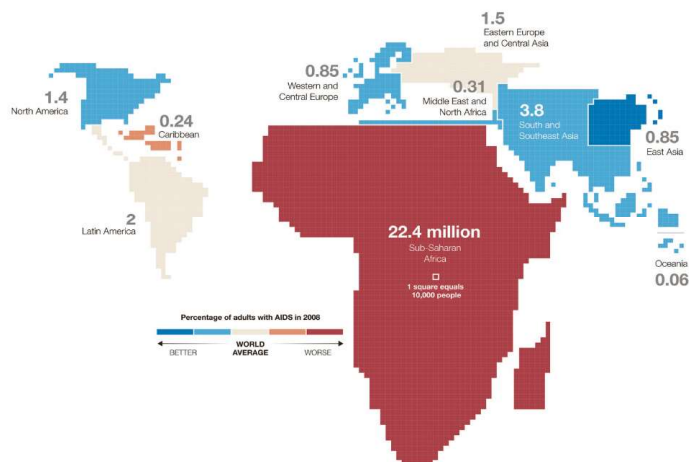 1.5
Eastern Europe
and Central Asia
0.85
Western and
Central Europe
0.31
Middle East and
North Africa
1.4
North America
0.24
Caribbean
3.8
South and
Southeast Asia
0.85
East Asia
2
Latin America
22.4 million
Sub-Saharan
Africa
1 square equals
10,000 people
Oceania
0.06
Percentage of adults with AIDS in 2008
BETTER
WORLD
AVERAGE
WORSE